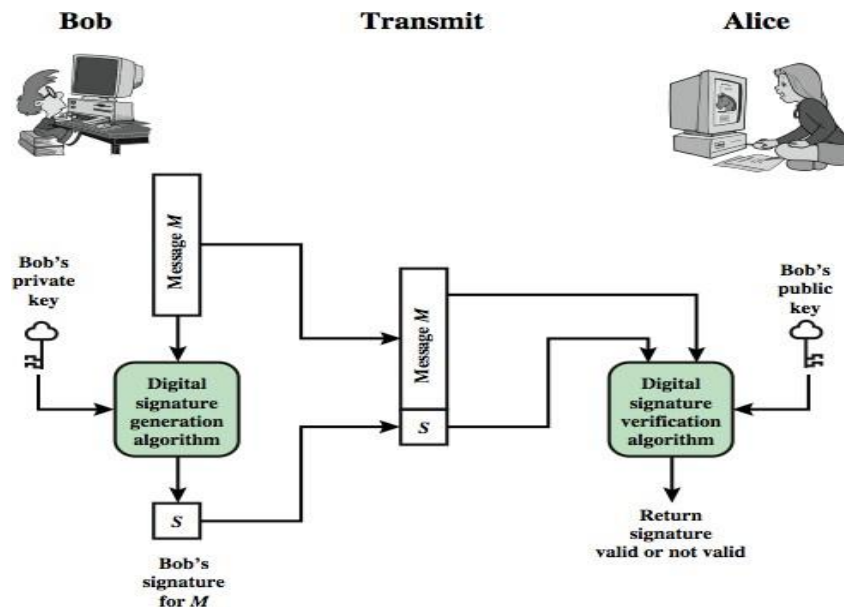 Bob
Transmit
Alice
Message M
Bob's
private
key
Message M
Bob's
public
key
Digital
signature
generation
algorithm
S
Digital
signature
verification
algorithm
S
Bob's
signature
for M
Return
signature
valid or not valid